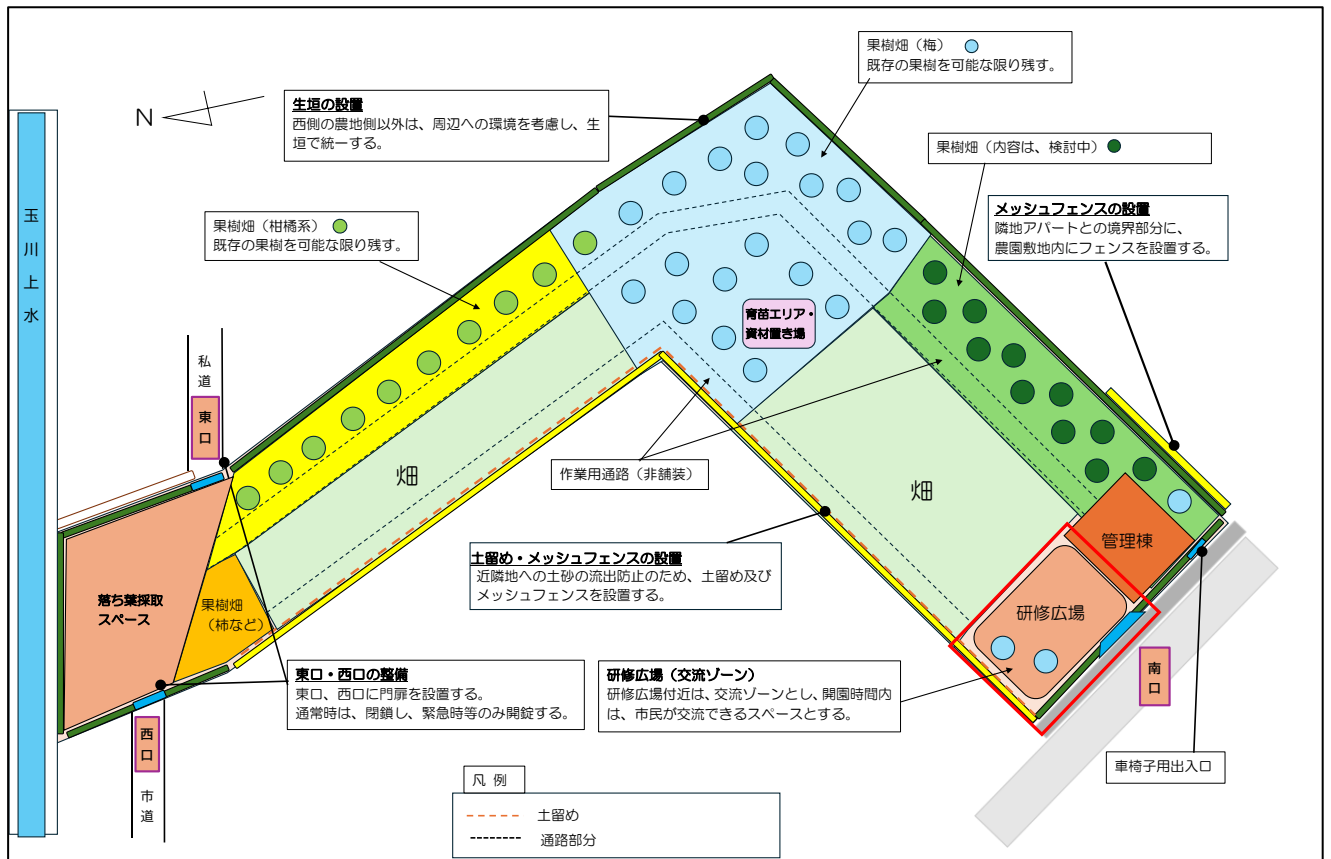 果樹畑（梅）
既存の果樹を可能な限り残す。
生垣の設置
西側の農地側以外は、周辺への環境を考慮し、生
垣で統一する。
N
果樹畑（内容は、検討中）
メッシュフェンスの設置
隣地アパートとの境界部分に、
農園敷地内にフェンスを設置する。
果樹畑（柑橘系）
既存の果樹を可能な限り残す。
玉川上水
育苗エリア・
資材置き場
私道
東口
作業用通路（非舗装）
畑
畑
土留め・メッシュフェンスの設置
近隣地への土砂の流出防止のため、土留め及び
メッシュフェンスを設置する。
管理棟
研修広場
落ち葉採取
スペース
果樹畑
（柿など）
東口・西口の整備
東口、西口に門扉を設置する。
通常時は、閉鎖し、緊急時等のみ開錠する。
研修広場（交流ゾーン）
研修広場付近は、交流ゾーンとし、開園時間内
は、市民が交流できるスペースとする。
南口
西口
市道
車椅子用出入口
凡 例
土留め
通路部分